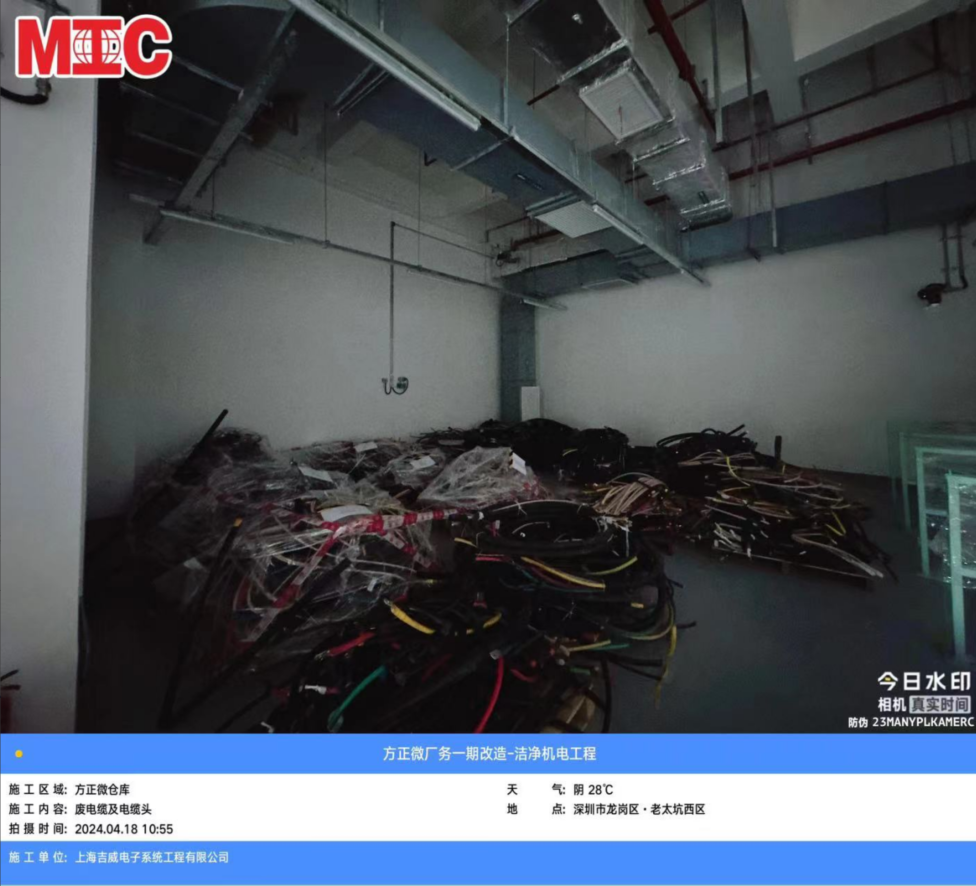 MIC
今日水印
相机 真实时间
防伪 23MANYPLKAMERC
方正微厂务一期改造-洁净机电工程
施工区域: 方正微仓库
天气: 阴 28℃
施工内容: 废电缆及电缆头
地点: 深圳市龙岗区·老太坑西区
拍摄时间: 2024.04.18 10:55
施工单位: 上海吉威电子系统工程有限公司